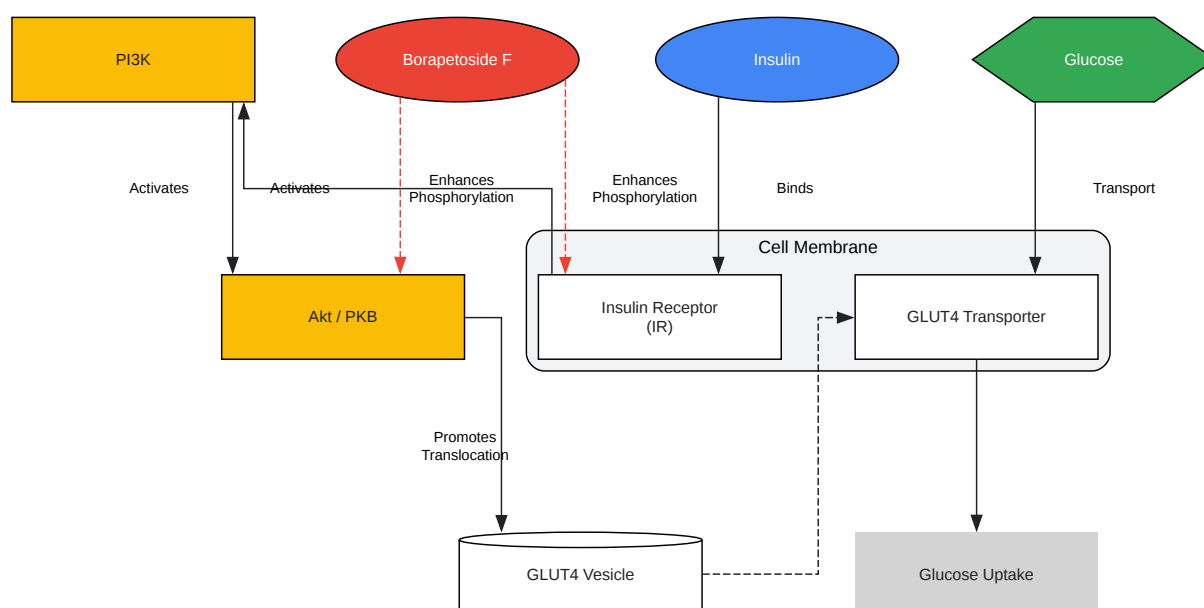 PI3K
Borapetoside F
Insulin
Glucose
Activates
Activates
Enhances
Phosphorylation
Enhances
Phosphorylation
Binds
Transport
Cell Membrane
Akt / PKB
Insulin Receptor
(IR)
GLUT4 Transporter
Promotes
Translocation
GLUT4 Vesicle
Glucose Uptake